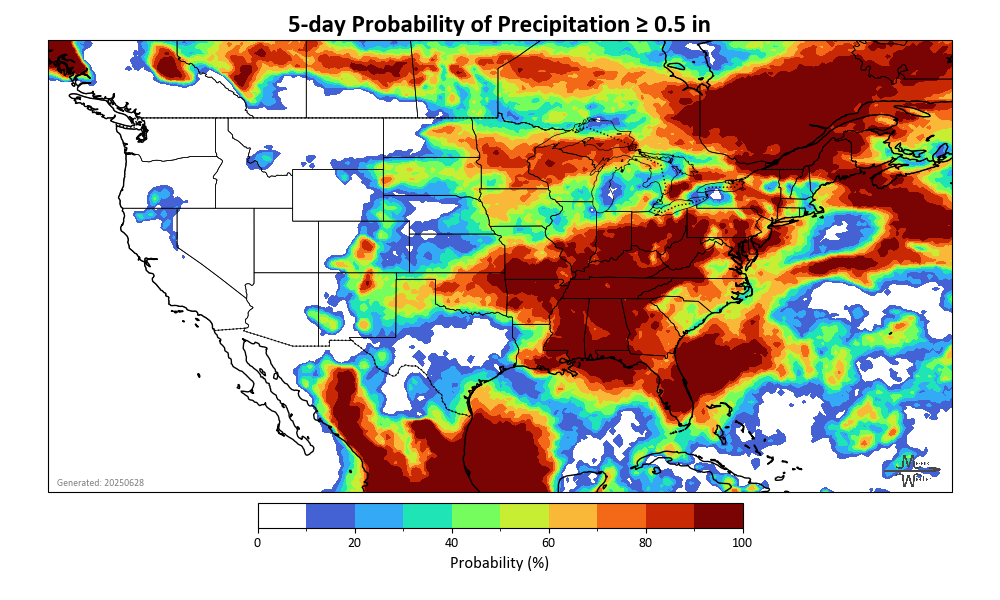 5-day Probability of Precipitation ≥ 0.5 in
Generated: 20250628
0 20 40 60 80 100
Probability (%)